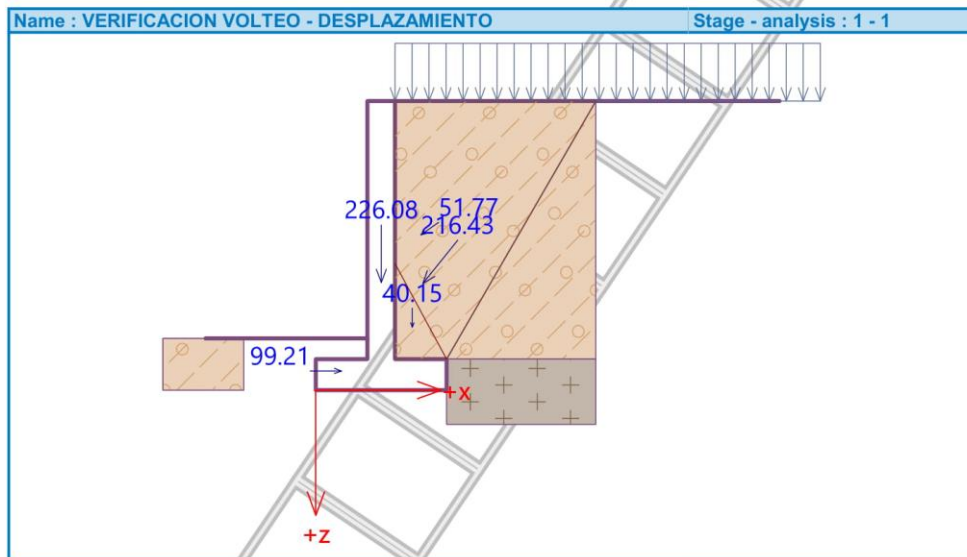 Name : VERIFICACION VOLTEO - DESPLAZAMIENTO Stage - analysis : 1 - 1
226.08
51.77
216.43
40.15
99.21
+x
+z